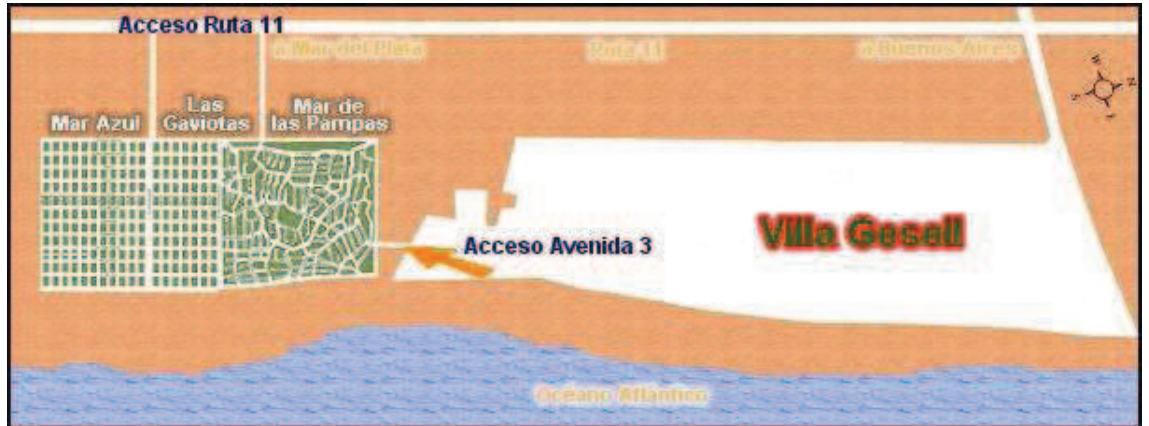 Acceso Ruta 11
a Mar del Plata
Ruta 11
a Buenos Aires
Mar Azul
Las
Gaviotas
Mar de
las Pampas
Acceso Avenida 3
Villa Gesell
Océano Atlántico